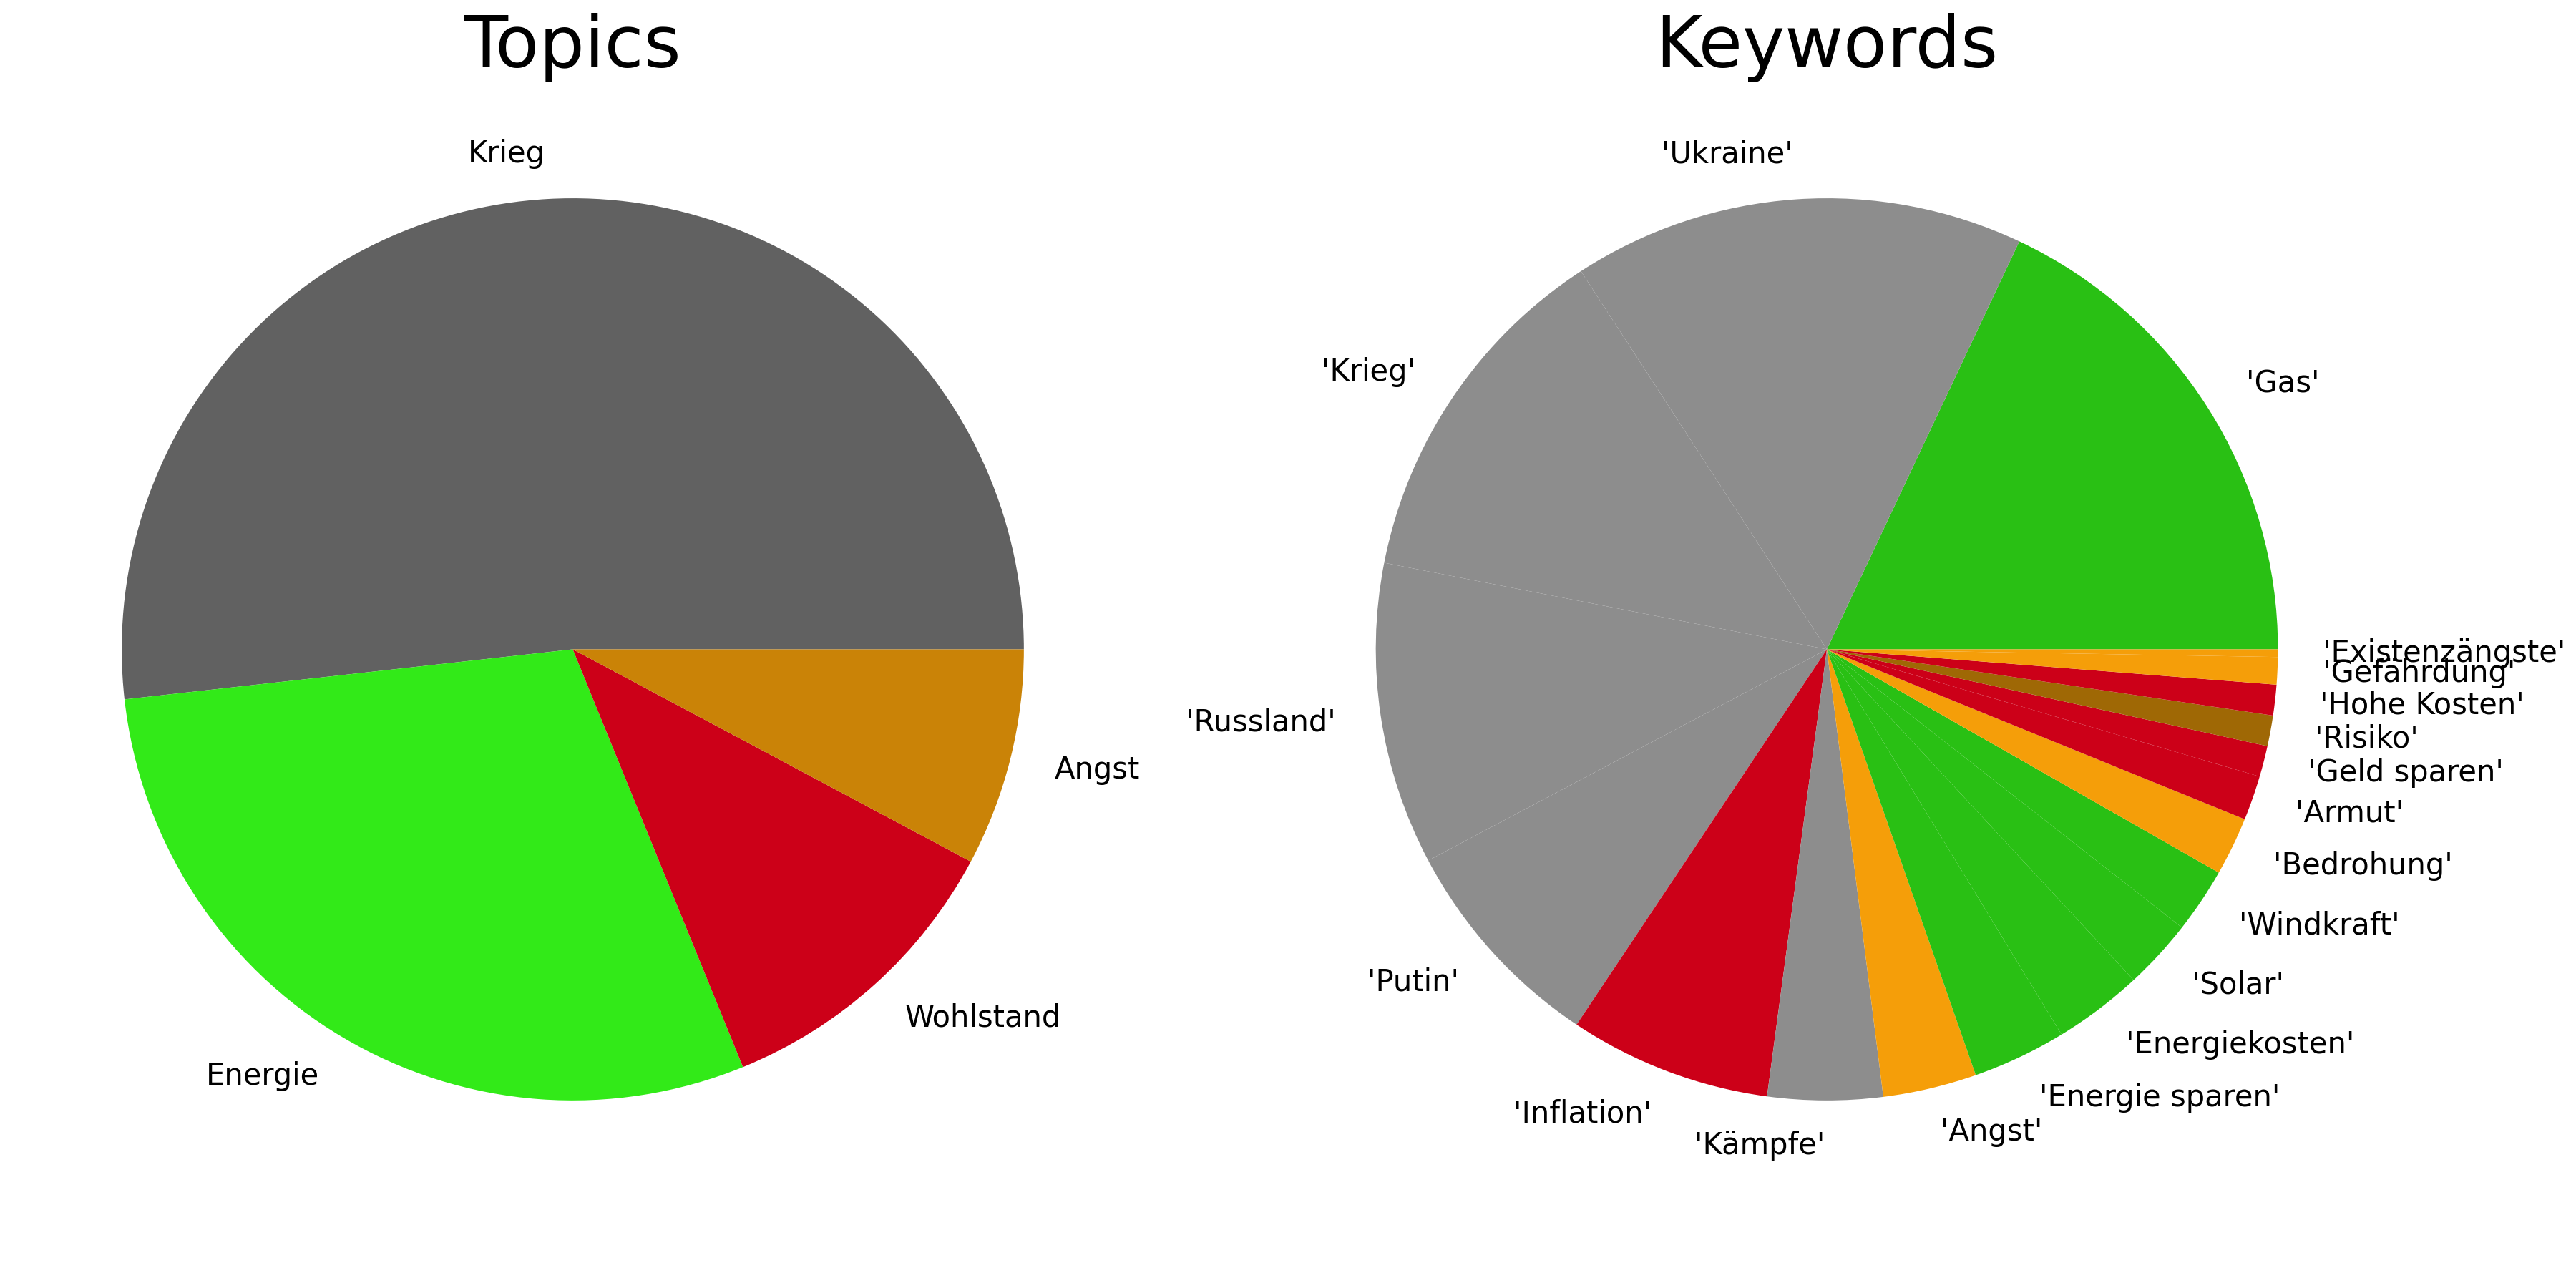 Topics
Krieg
Energie
Wohlstand
Angst
Keywords
'Gas'
'Ukraine'
'Krieg'
'Russland'
'Putin'
'Inflation'
'Kämpfe'
'Angst'
'Energie sparen'
'Energiekosten'
'Solar'
'Windkraft'
'Bedrohung'
'Armut'
'Geld sparen'
'Risiko'
'Hohe Kosten'
'Gefährdung'
'Existenzängste'